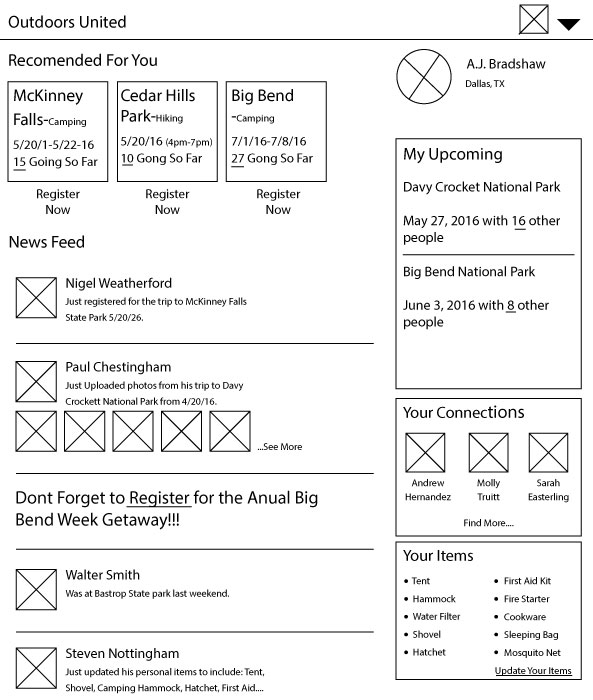 Outdoors United
Recomended For You
McKinney
Falls-Camping
5/20/1-5/22-16
15 Going So Far
Register
Now
Cedar Hills
Park-Hiking
5/20/16 (4pm-7pm)
10 Gong So Far
Register
Now
Big Bend
-Camping
7/1/16-7/8/16
27 Gong So Far
Register
Now
News Feed
Nigel Weatherford
Just registered for the trip to McKinney Falls
State Park 5/20/26.
Paul Chestingham
Just Uploaded photos from his trip to Davy
Crockett National Park from 4/20/16.
...See More
Dont Forget to Register for the Anual Big
Bend Week Getaway!!!
Walter Smith
Was at Bastrop State park last weekend.
Steven Nottingham
Just updated his personal items to include: Tent,
Shovel, Camping Hammock, Hatchet, First Aid....
A.J. Bradshaw
Dallas, TX
My Upcoming
Davy Crocket National Park
May 27, 2016 with 16 other
people
Big Bend National Park
June 3, 2016 with 8 other
people
Your Connections
Andrew
Hernandez
Molly
Truitt
Sarah
Easterling
Find More....
Your Items
• Tent
• Hammock
• Water Filter
• Shovel
• Hatchet
• First Aid Kit
• Fire Starter
• Cookware
• Sleeping Bag
• Mosquito Net
Update Your Items